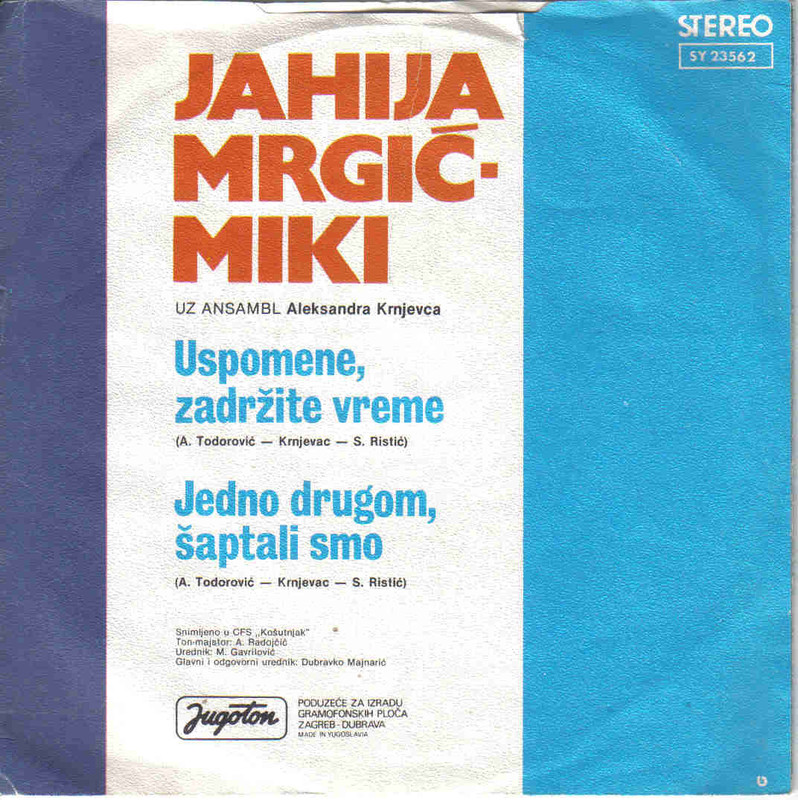 STEREO
SY 23562
JAHIJA
MRGIĆ-
MIKI
UZ ANSAMBL Aleksandra Krnjevca
Uspomene,
zadržite vreme
(A. Todorović — Krnjevac — S. Ristić)
Jedno drugom,
šaptali smo
(A. Todorović — Krnjevac — S. Ristić)
Snimljeno u CFS „Košutnjak"
Ton-majstor: A. Radojčić
Urednik: M. Gavrilović
Glavni i odgovorni urednik: Dubravko Majnarić
Jugoton
PODUZEĆE ZA IZRADU
GRAMOFONSKIH PLOČA
ZAGREB - DUBRAVA
MADE IN YUGOSLAVIA